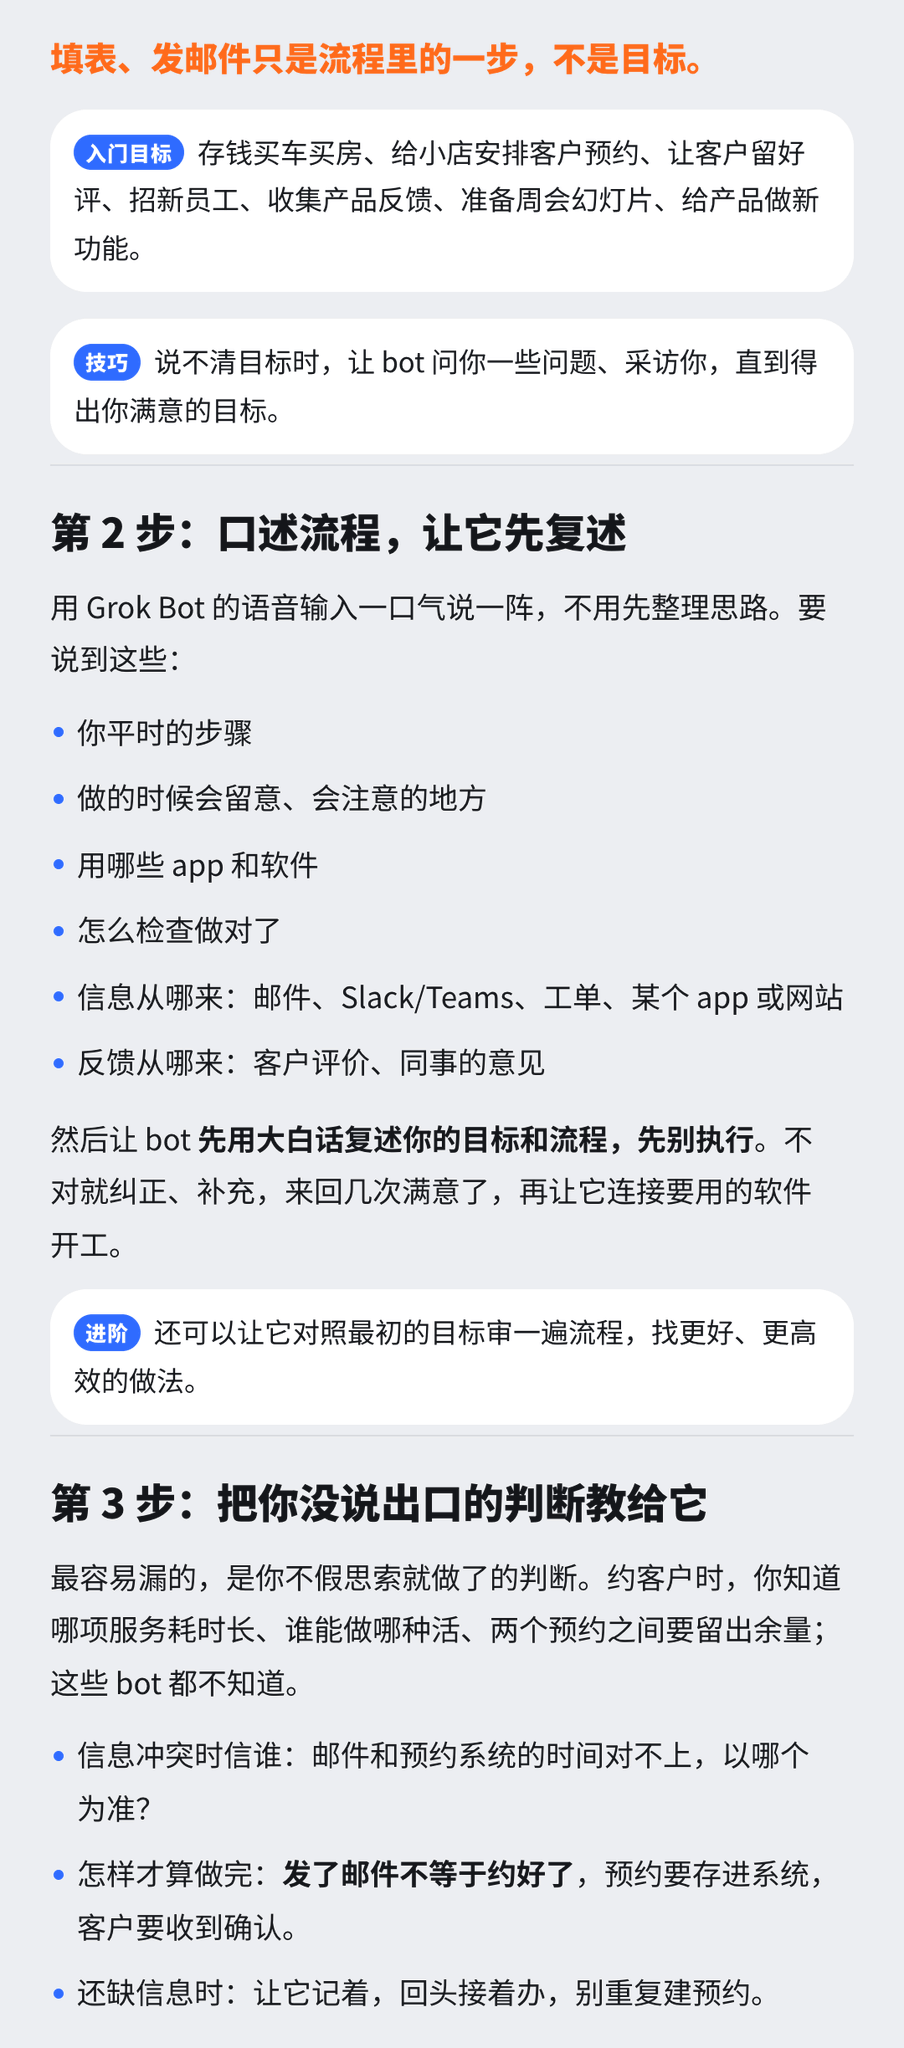 填表、发邮件只是流程里的一步，不是目标。
入门目标 存钱买车买房、给小店安排客户预约、让客户留好
评、招新员工、收集产品反馈、准备周会幻灯片、给产品做新
功能。
技巧 说不清目标时，让 bot 问你一些问题、采访你，直到得
出你满意的目标。
第 2 步：口述流程，让它先复述
用 Grok Bot 的语音输入一口气说一阵，不用先整理思路。要
说到这些：
• 你平时的步骤
• 做的时候会留意、会注意的地方
• 用哪些 app 和软件
• 怎么检查做对了
• 信息从哪来：邮件、Slack/Teams、工单、某个 app 或网站
• 反馈从哪来：客户评价、同事的意见
然后让 bot 先用大白话复述你的目标和流程，先别执行。不
对就纠正、补充，来回几次满意了，再让它连接要用的软件
开工。
进阶 还可以让它对照最初的目标审一遍流程，找更好、更高
效的做法。
第 3 步：把你没说出口的判断教给它
最容易漏的，是你不假思索就做了的判断。约客户时，你知道
哪项服务耗时长、谁能做哪种活、两个预约之间要留出余量；
这些 bot 都不知道。
• 信息冲突时信谁：邮件和预约系统的时间对不上，以哪个
为准？
• 怎样才算做完：发了邮件不等于约好了，预约要存进系统，
客户要收到确认。
• 还缺信息时：让它记着，回头接着办，别重复建预约。